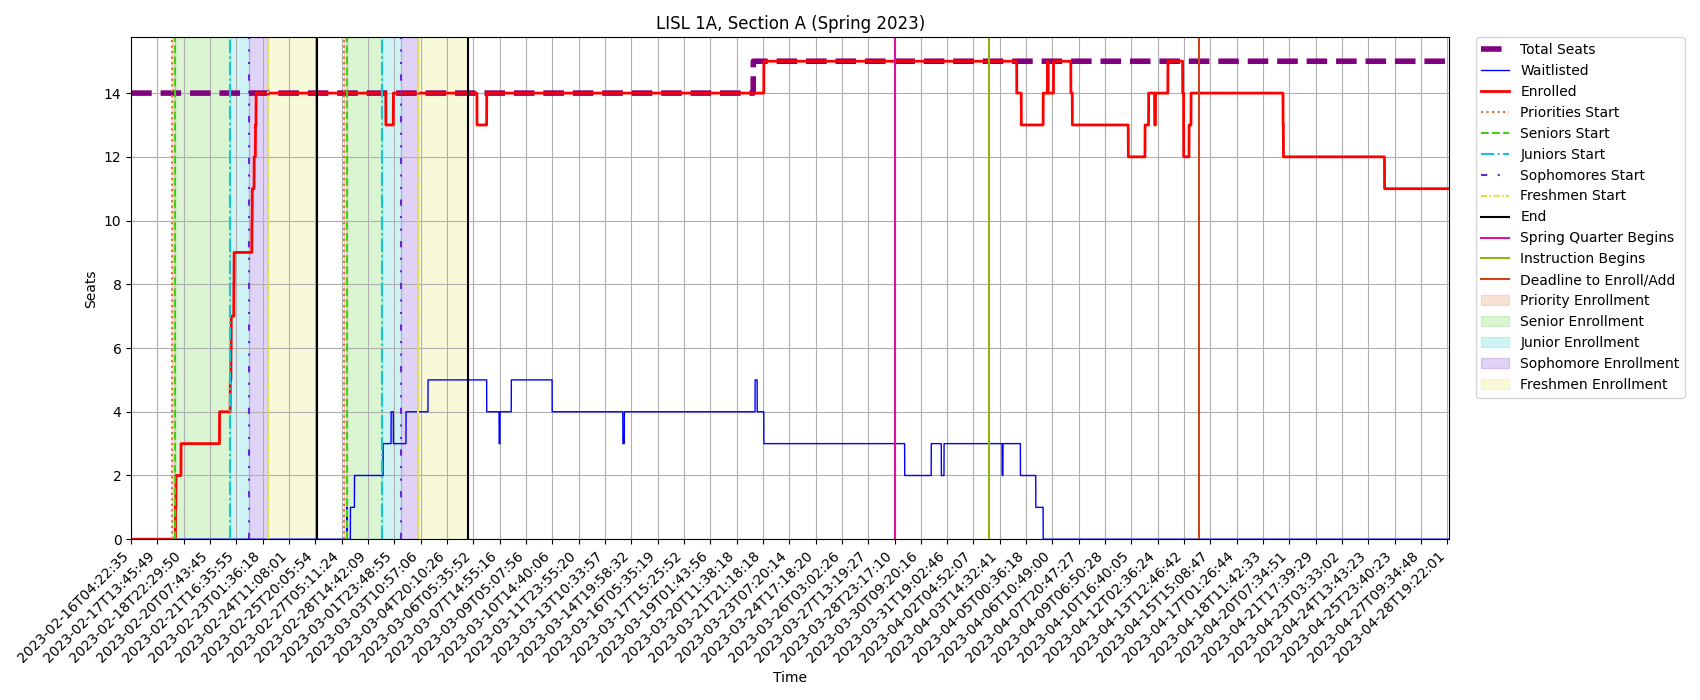 LISL 1A, Section A (Spring 2023)
Total Seats
Waitlisted
Enrolled
Priorities Start
Seniors Start
Juniors Start
Sophomores Start
Freshmen Start
End
Spring Quarter Begins
Instruction Begins
Deadline to Enroll/Add
Priority Enrollment
Senior Enrollment
Junior Enrollment
Sophomore Enrollment
Freshmen Enrollment
Seats
14
12
10
8
6
4
2
0
2023-02-16T04:22:35
2023-02-17T13:45:49
2023-02-18T22:29:50
2023-02-20T07:43:45
2023-02-21T16:35:55
2023-02-23T01:36:18
2023-02-24T11:08:01
2023-02-25T20:05:54
2023-02-27T05:11:24
2023-02-28T14:42:09
2023-03-01T23:48:55
2023-03-03T10:57:06
2023-03-04T20:10:26
2023-03-06T05:35:52
2023-03-07T14:55:16
2023-03-09T05:07:56
2023-03-10T14:40:06
2023-03-11T23:55:20
2023-03-13T10:33:57
2023-03-14T19:58:32
2023-03-16T05:35:19
2023-03-17T15:25:52
2023-03-19T01:43:56
2023-03-20T11:38:18
2023-03-21T21:18:18
2023-03-23T07:20:14
2023-03-24T17:18:20
2023-03-26T03:02:26
2023-03-27T13:19:27
2023-03-28T23:17:10
2023-03-30T09:20:16
2023-03-31T19:02:46
2023-04-02T04:52:07
2023-04-03T14:32:41
2023-04-05T00:36:18
2023-04-06T10:49:00
2023-04-07T20:47:27
2023-04-09T06:50:28
2023-04-10T16:40:05
2023-04-12T02:36:24
2023-04-13T12:46:42
2023-04-15T15:08:47
2023-04-17T01:26:44
2023-04-18T11:42:33
2023-04-20T07:34:51
2023-04-21T17:39:29
2023-04-23T03:33:02
2023-04-24T13:43:23
2023-04-25T23:40:23
2023-04-27T09:34:48
2023-04-28T19:22:01
Time